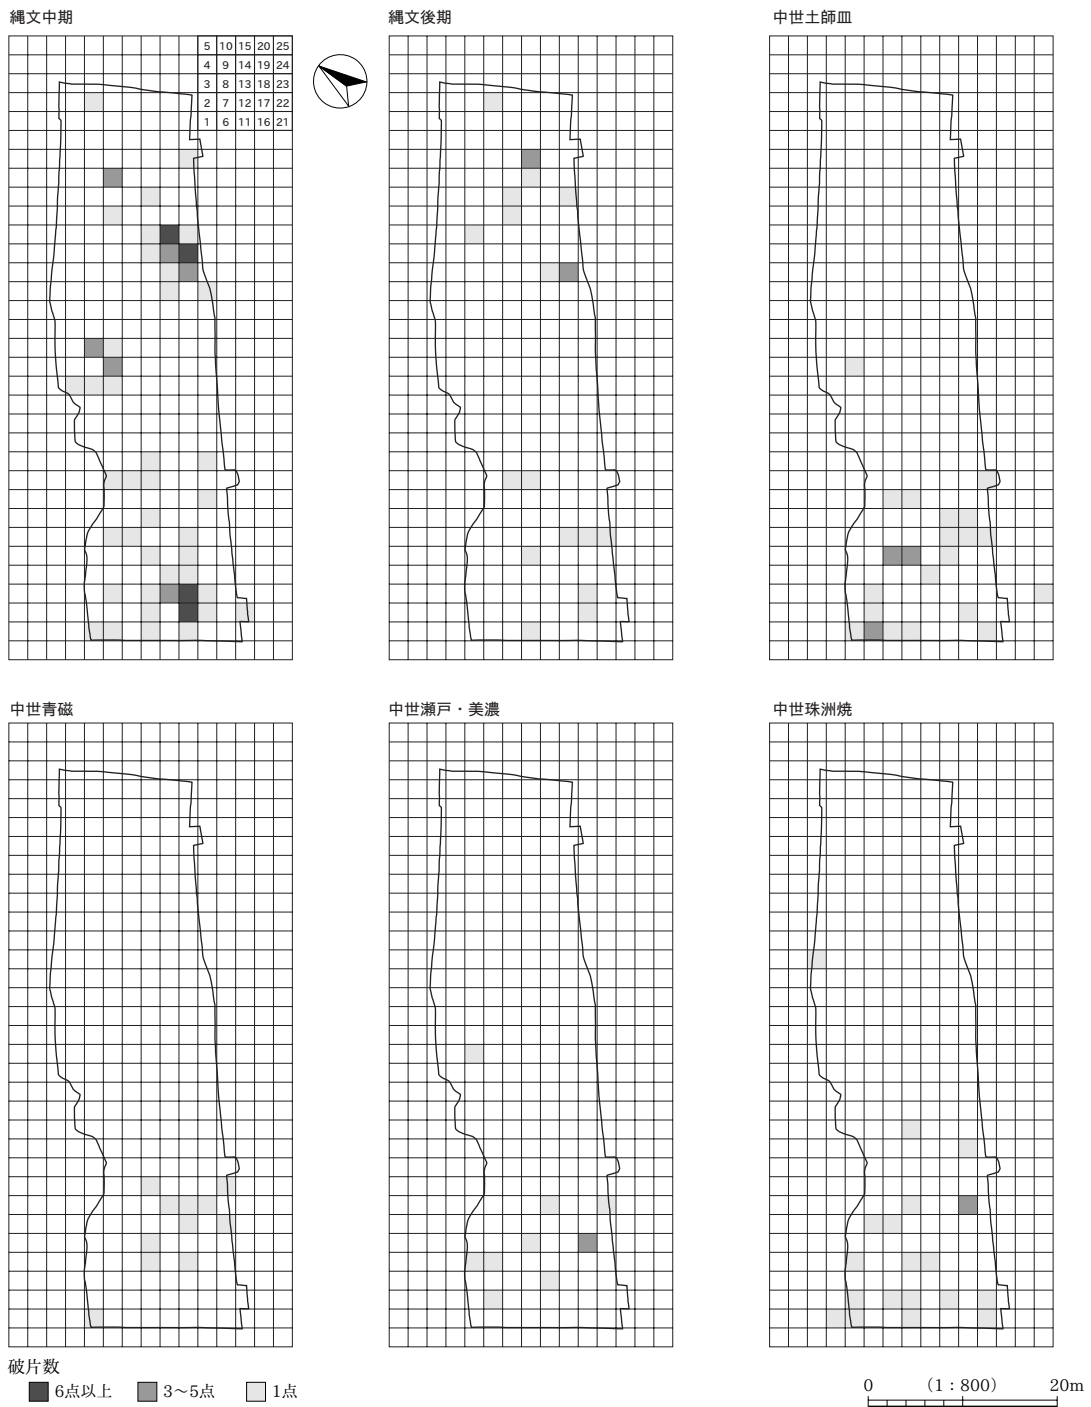 縄文中期
縄文後期
中世土師皿
5 10 15 20 25
4 9 14 19 24
3 8 13 18 23
2 7 12 17 22
1 6 11 16 21
中世青磁
中世瀬戸・美濃
中世珠洲焼
破片数
6点以上 3〜5点 1点
0 (1:800) 20m